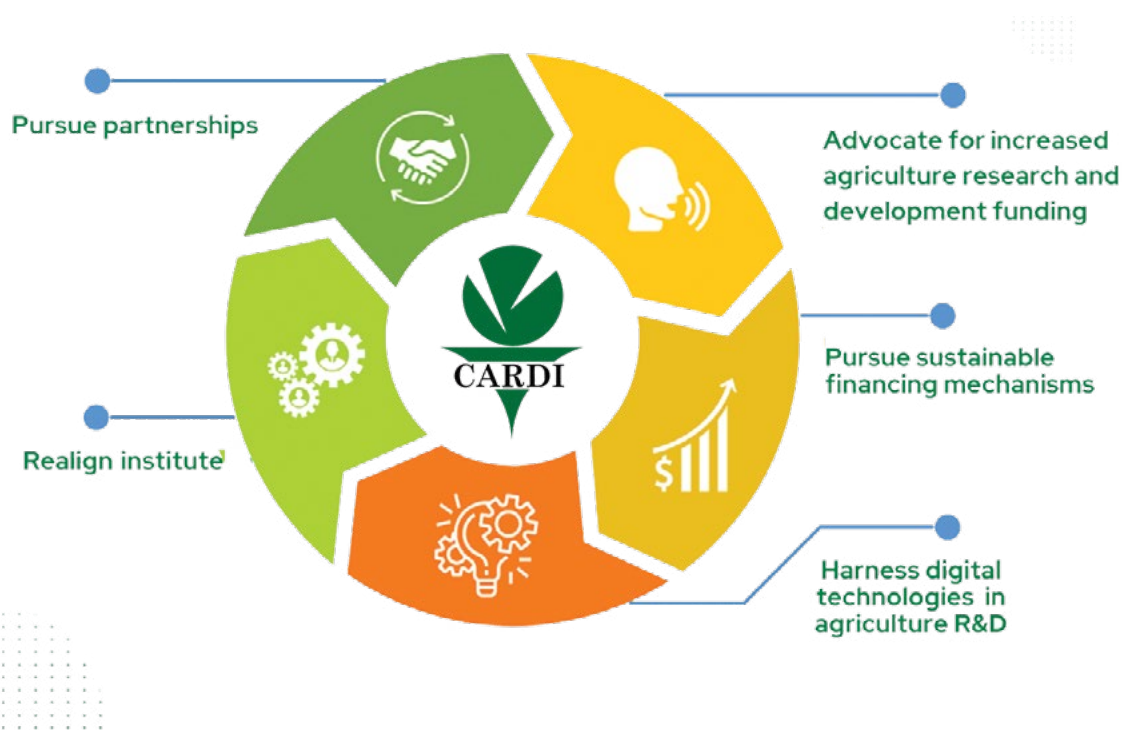 Pursue partnerships
Advocate for increased
agriculture research and
development funding
CARDI
Pursue sustainable
financing mechanisms
$
Realign institute
Harness digital
technologies in
agriculture R&D